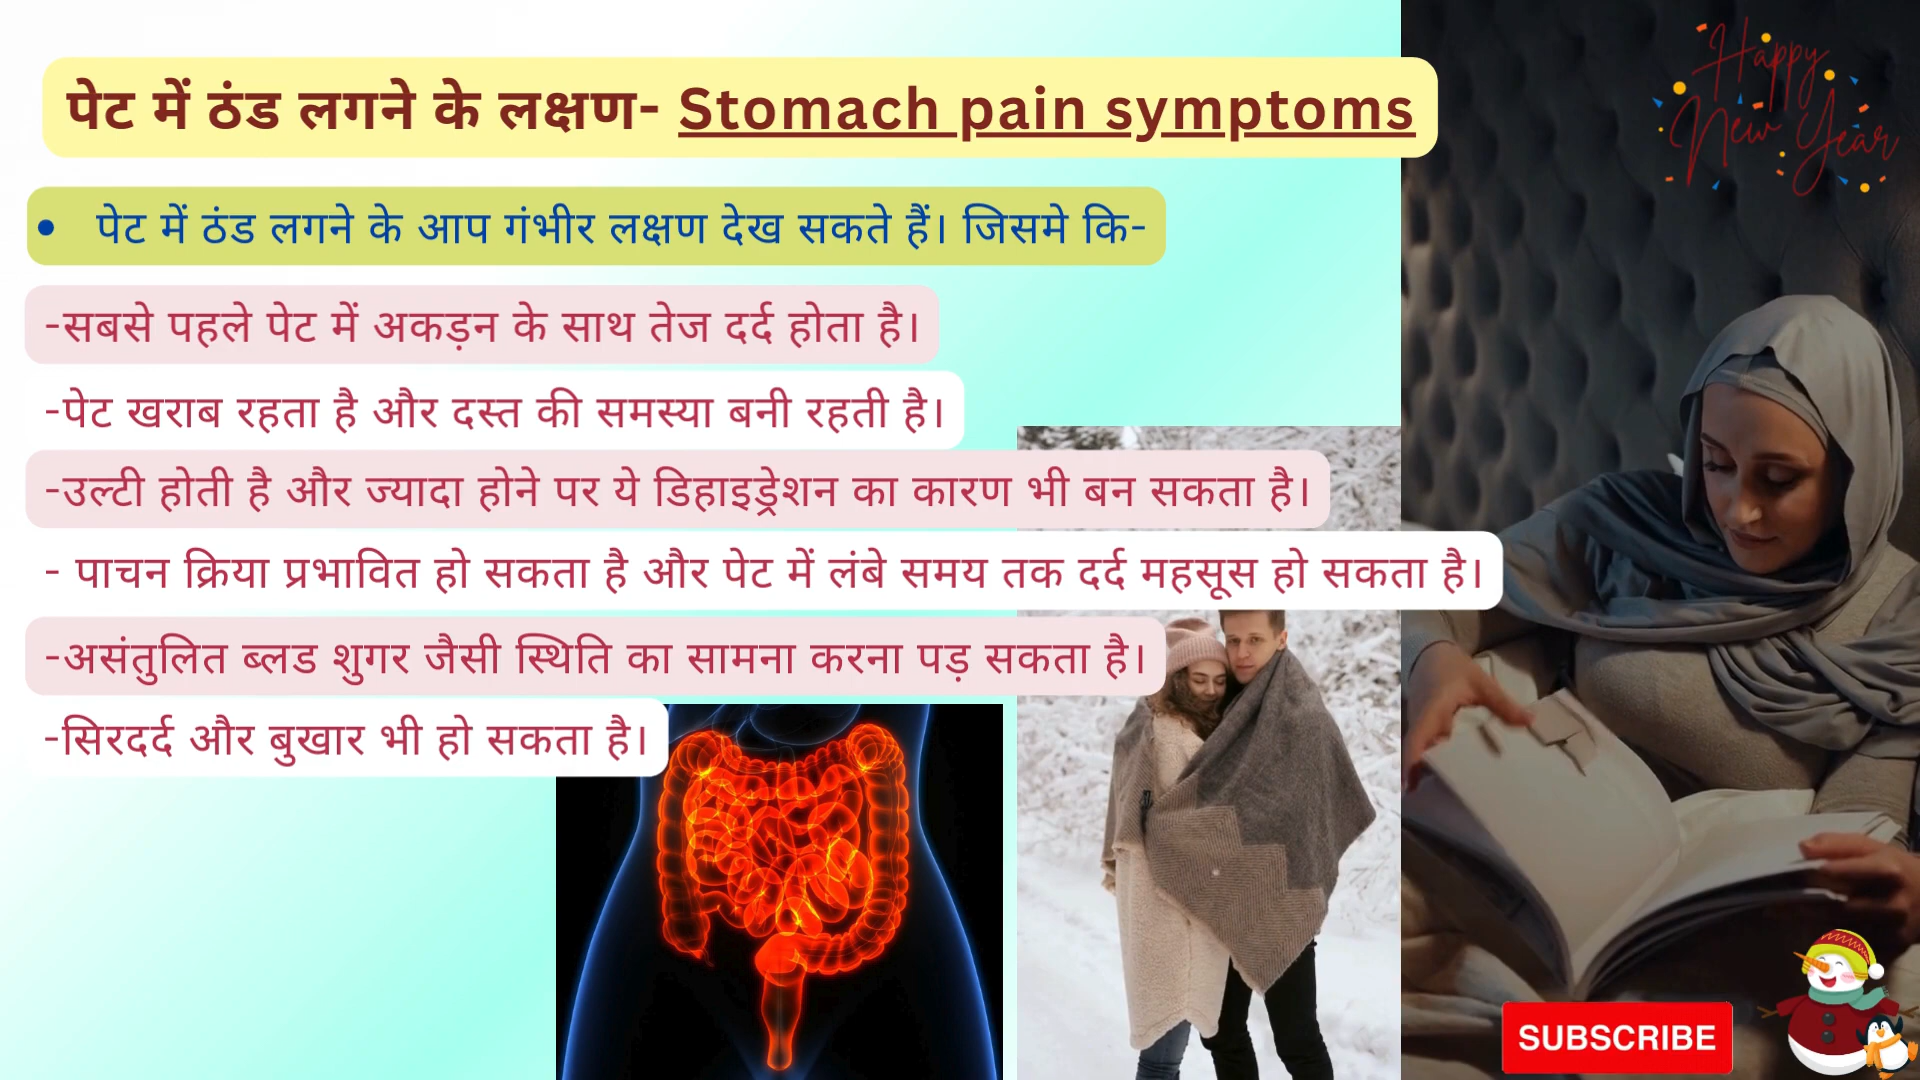 पेट में ठंड लगने के लक्षण- Stomach pain symptoms
• पेट में ठंड लगने के आप गंभीर लक्षण देख सकते हैं। जिसमे कि-
-सबसे पहले पेट में अकड़न के साथ तेज दर्द होता है।
-पेट खराब रहता है और दस्त की समस्या बनी रहती है।
-उल्टी होती है और ज्यादा होने पर ये डिहाइड्रेशन का कारण भी बन सकता है।
- पाचन क्रिया प्रभावित हो सकता है और पेट में लंबे समय तक दर्द महसूस हो सकता है।
-असंतुलित ब्लड शुगर जैसी स्थिति का सामना करना पड़ सकता है।
-सिरदर्द और बुखार भी हो सकता है।
Happy
New Year
SUBSCRIBE